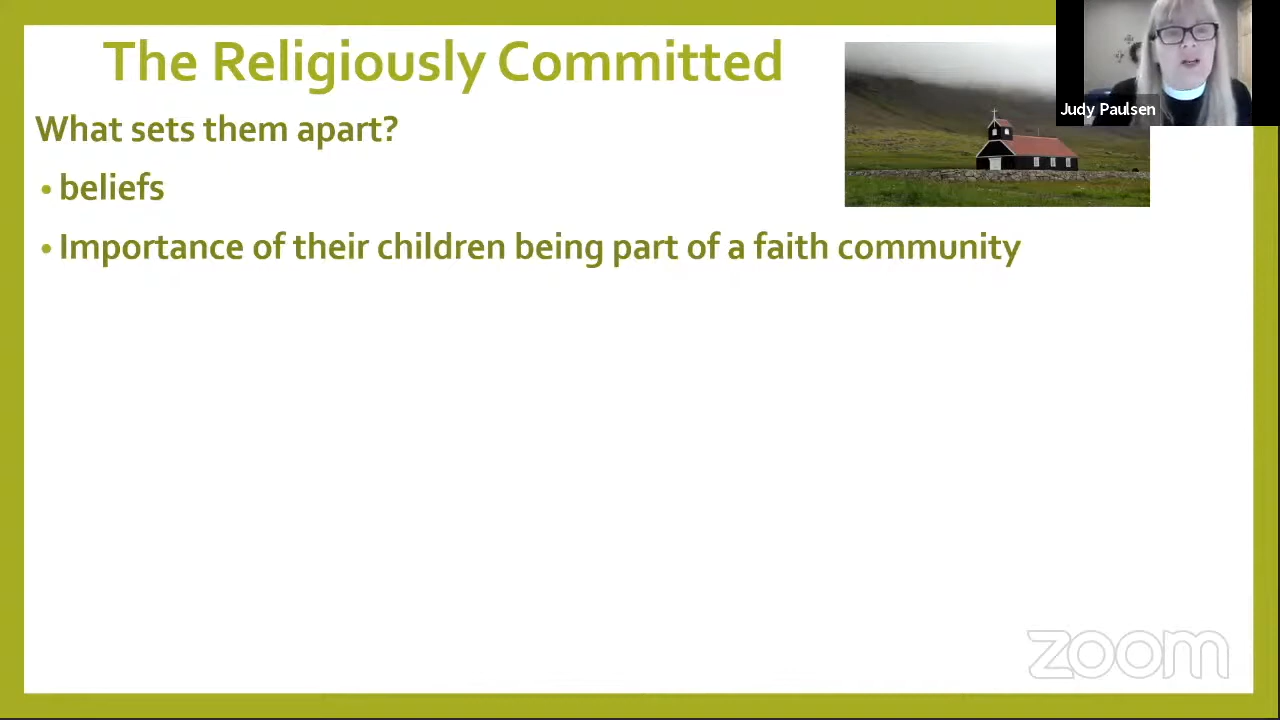 The Religiously Committed
Judy Paulsen
What sets them apart?
• beliefs
• Importance of their children being part of a faith community
zoom